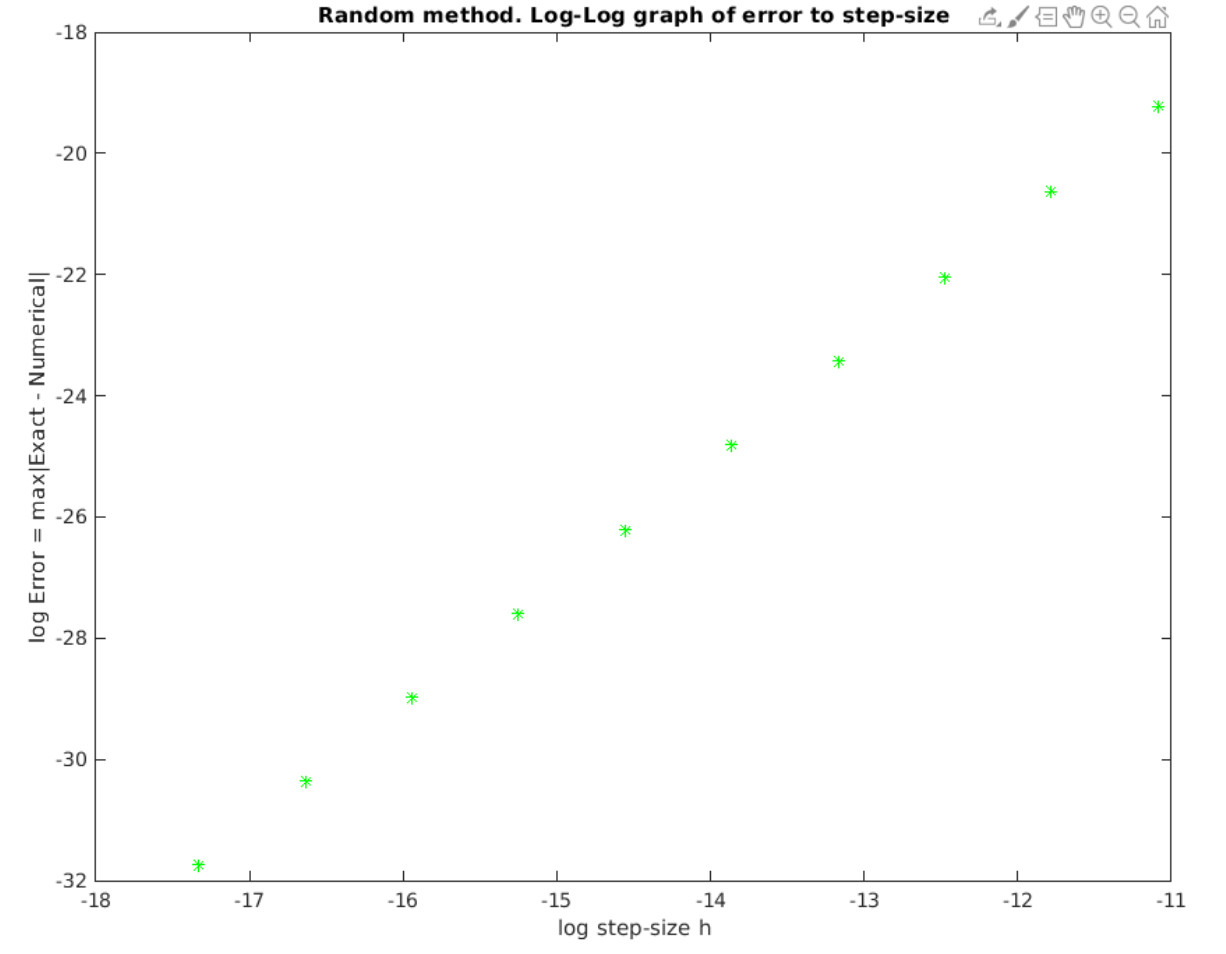 Random method. Log-Log graph of error to step-size
-18
-20
-22
-24
-26
-28
-30
-32
log Error = max|Exact - Numerical|
-18 -17 -16 -15 -14 -13 -12 -11
log step-size h